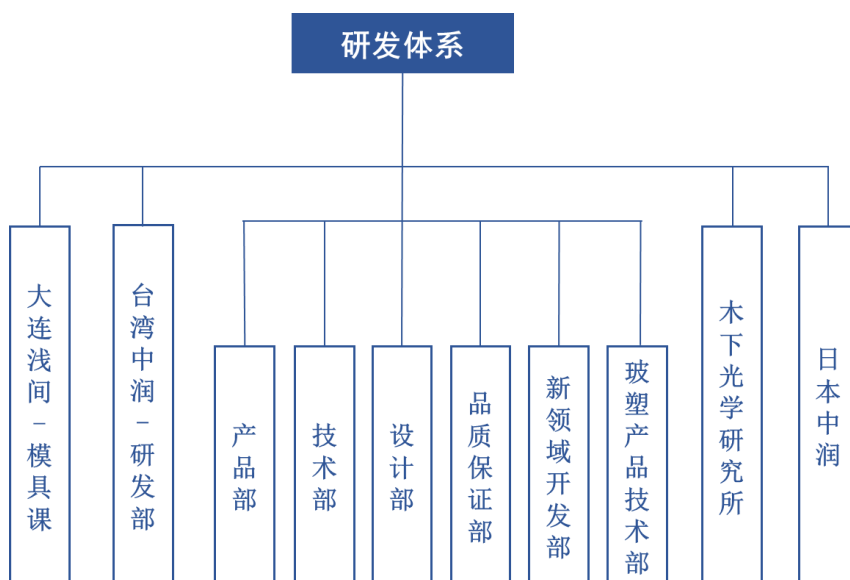 研发体系
大连浅间-模具课
台湾中润-研发部
产品部
技术部
设计部
品质保证部
新领域开发部
玻塑产品技术部
木下光学研究所
日本中润